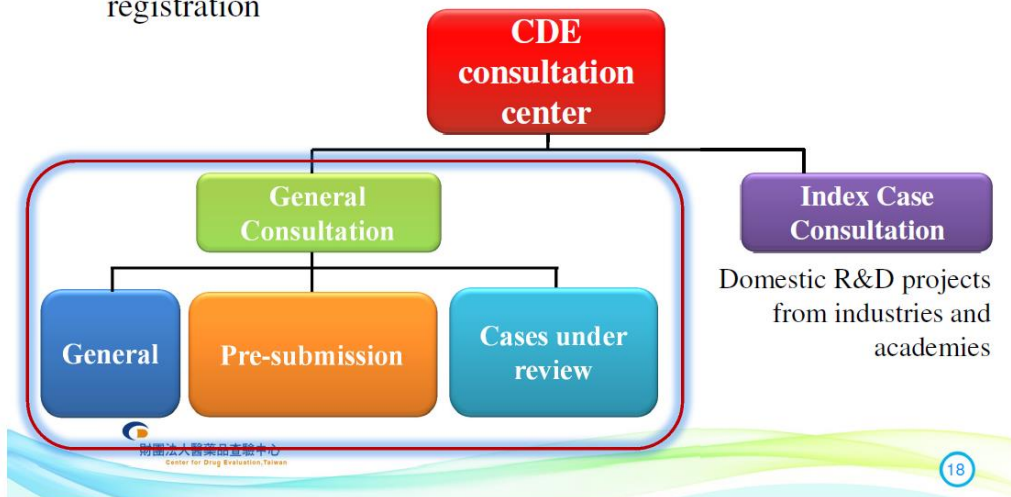 registration
CDE
consultation
center
General
Consultation
Index Case
Consultation
Domestic R&D projects
from industries and
academies
General
Pre-submission
Cases under
review
財團法人醫藥品查驗中心
Center for Drug Evaluation,Taiwan
18